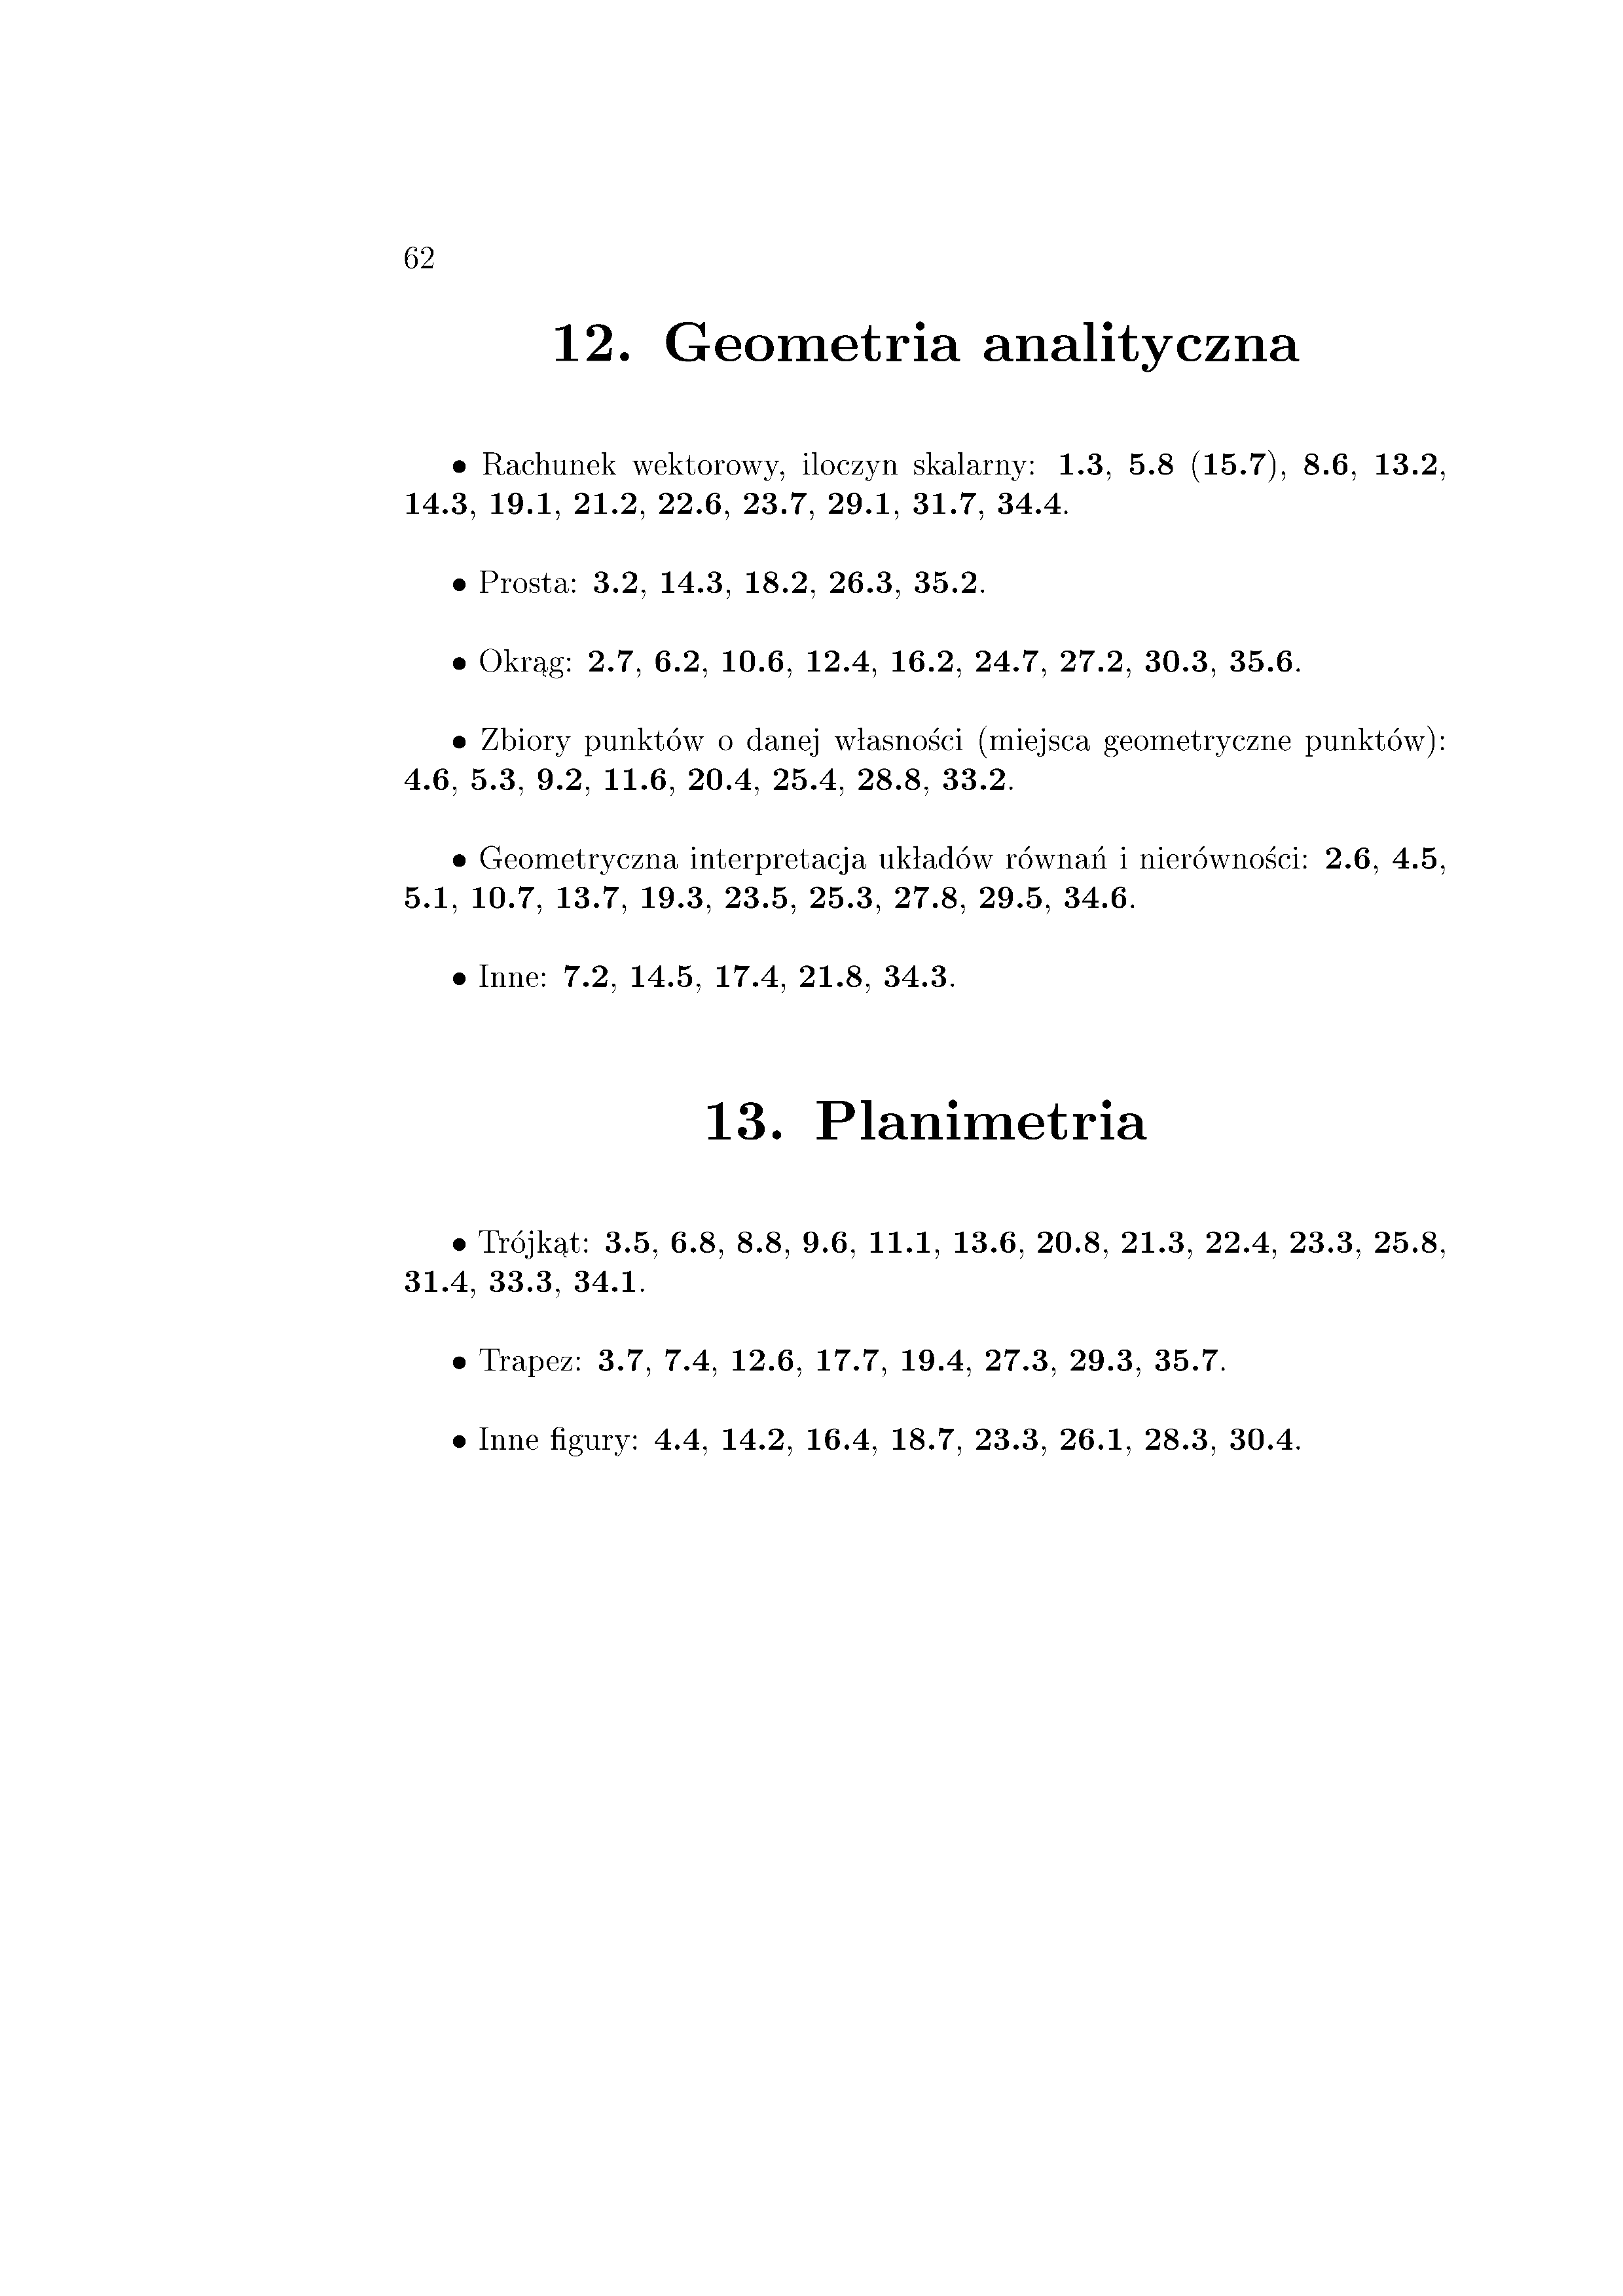 62
12. Geometria analityczna
• Rachunek wektorowy, iloczyn skalarny: 1.3, 5.8 (15.7), 8.6, 13.2,
14.3, 19.1, 21.2, 22.6, 23.7, 29.1, 31.7, 34.4.
• Prosta: 3.2, 14.3, 18.2, 26.3, 35.2.
• Okrąg: 2.7, 6.2, 10.6, 12.4, 16.2, 24.7, 27.2, 30.3, 35.6.
• Zbiory punktów o danej własności (miejsca geometryczne punktów):
4.6, 5.3, 9.2, 11.6, 20.4, 25.4, 28.8, 33.2.
• Geometryczna interpretacja układów równań i nierówności: 2.6, 4.5,
5.1, 10.7, 13.7, 19.3, 23.5, 25.3, 27.8, 29.5, 34.6.
• Inne: 7.2, 14.5, 17.4, 21.8, 34.3.
13. Planimetria
• Trójkąt: 3.5, 6.8, 8.8, 9.6, 11.1, 13.6, 20.8, 21.3, 22.4, 23.3, 25.8,
31.4, 33.3, 34.1.
• Trapez: 3.7, 7.4, 12.6, 17.7, 19.4, 27.3, 29.3, 35.7.
• Inne figury: 4.4, 14.2, 16.4, 18.7, 23.3, 26.1, 28.3, 30.4.